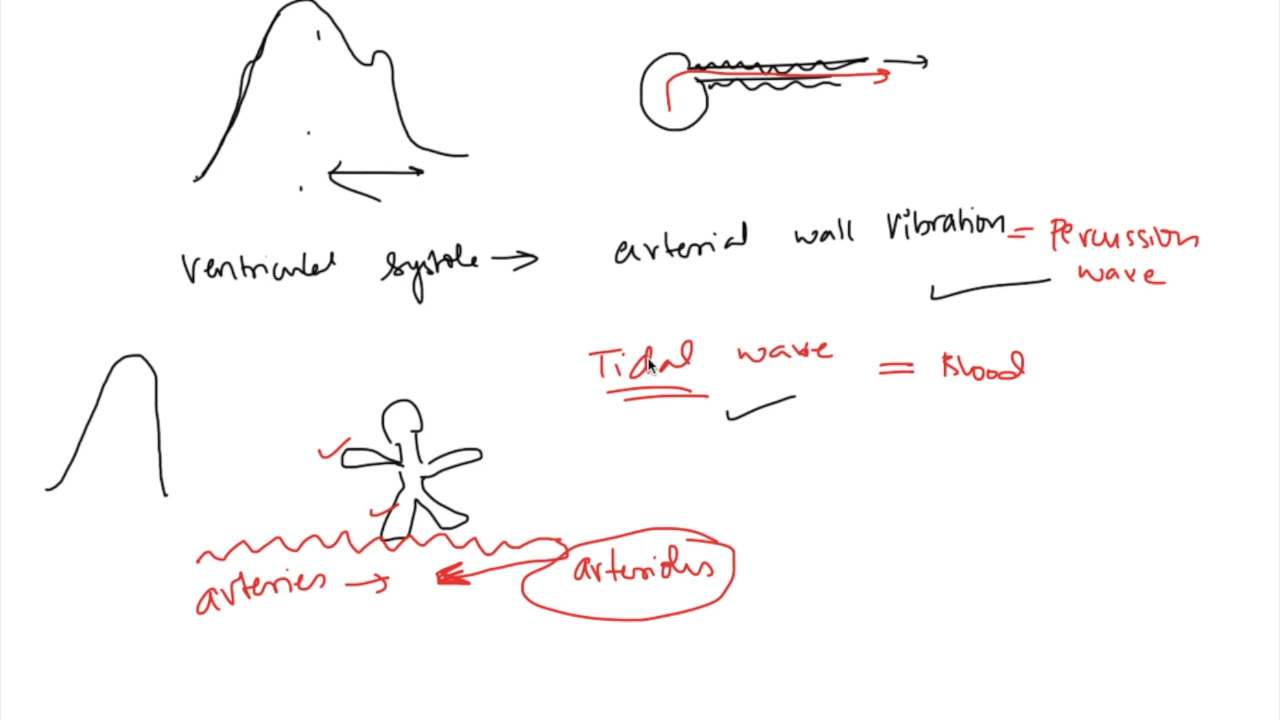 ventricular systole → arterial wall vibration = Percussion
wave
Tidal wave = Blood
arteries → arterioles